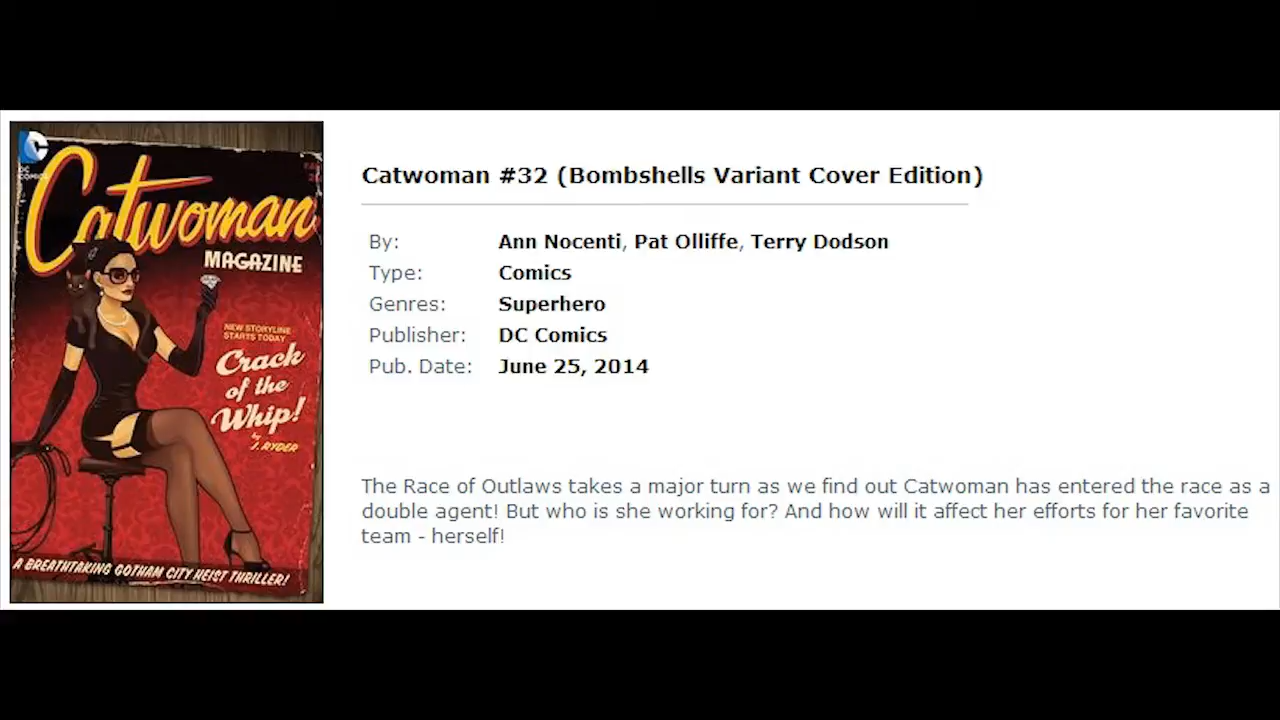 DC
COMICS
Catwoman
MAGAZINE
NEW STORYLINE
STARTS TODAY
Crack
of the
Whip!
by
J. RYDER
A BREATHTAKING GOTHAM CITY HEIST THRILLER!
Catwoman #32 (Bombshells Variant Cover Edition)
By: Ann Nocenti, Pat Olliffe, Terry Dodson
Type: Comics
Genres: Superhero
Publisher: DC Comics
Pub. Date: June 25, 2014
The Race of Outlaws takes a major turn as we find out Catwoman has entered the race as a
double agent! But who is she working for? And how will it affect her efforts for her favorite
team - herself!